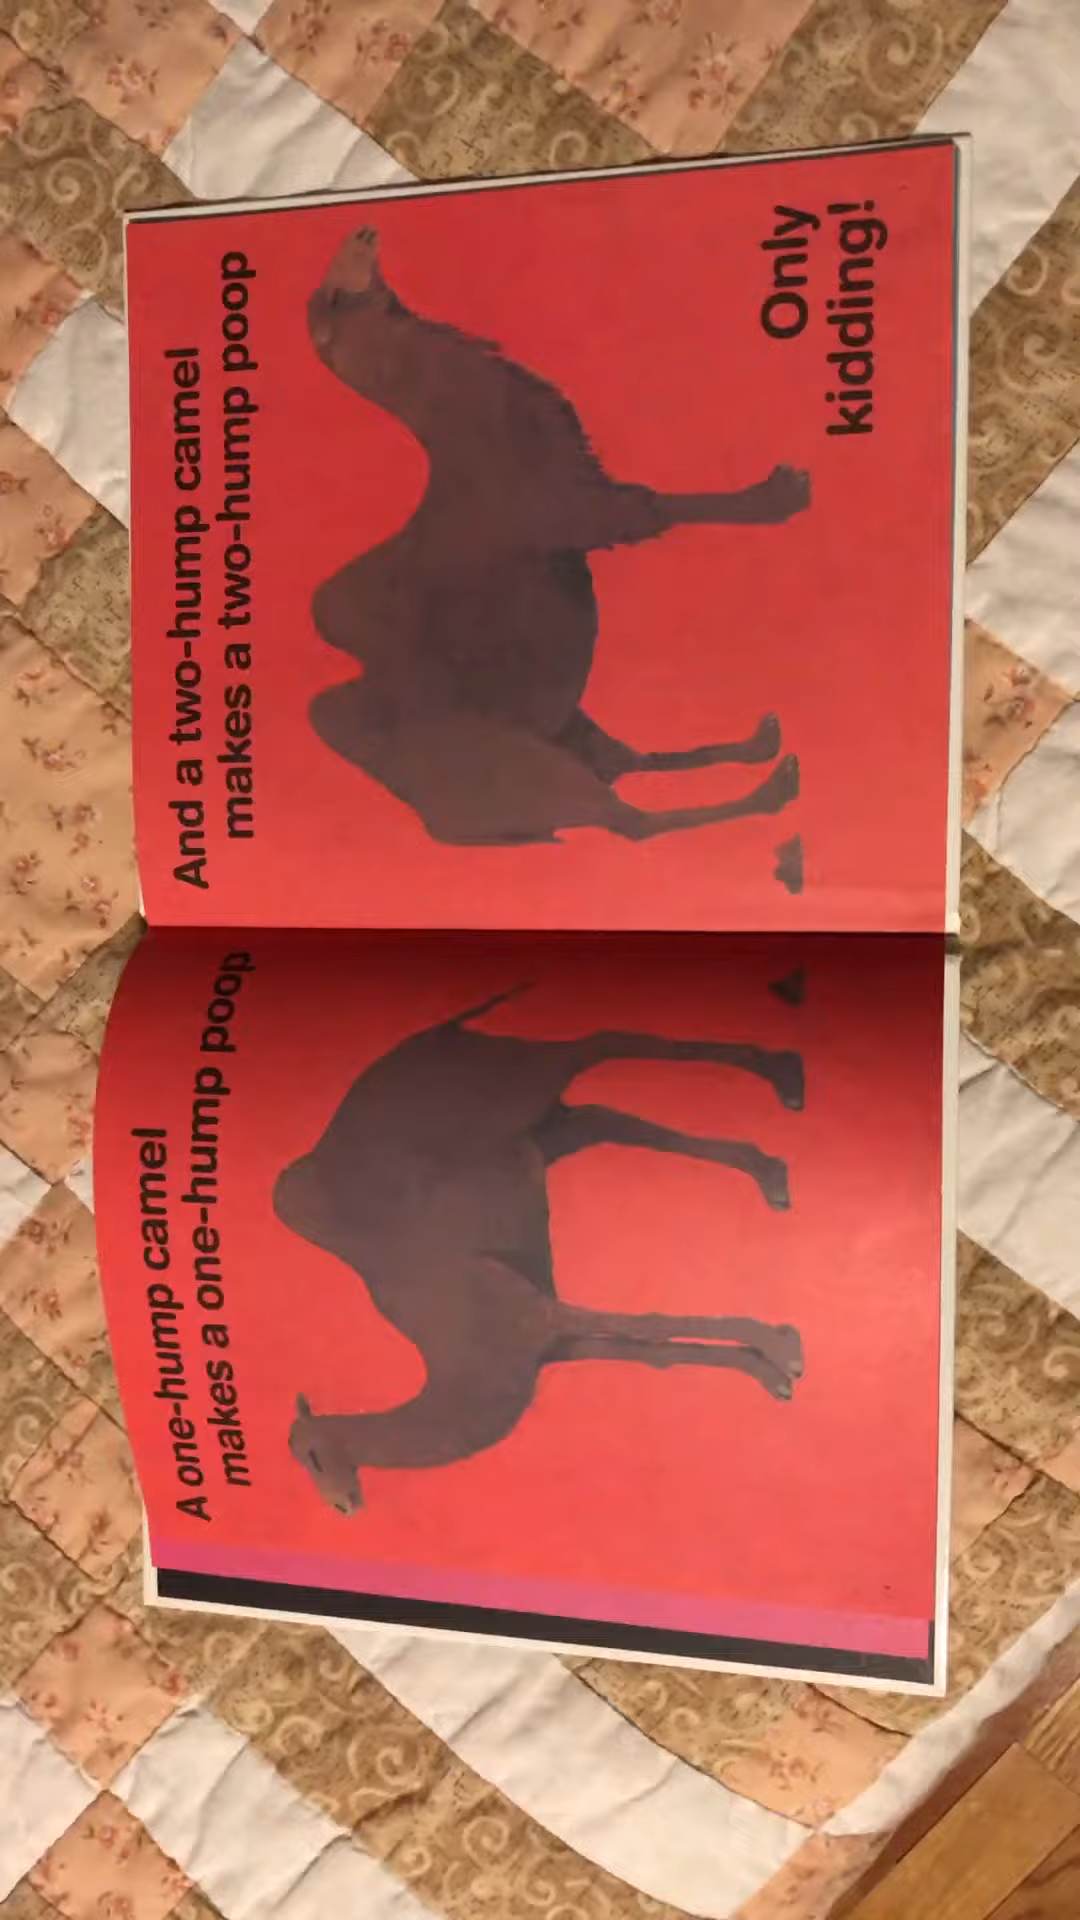 A one-hump camel
makes a one-hump poop
And a two-hump camel
makes a two-hump poop
Only
kidding!